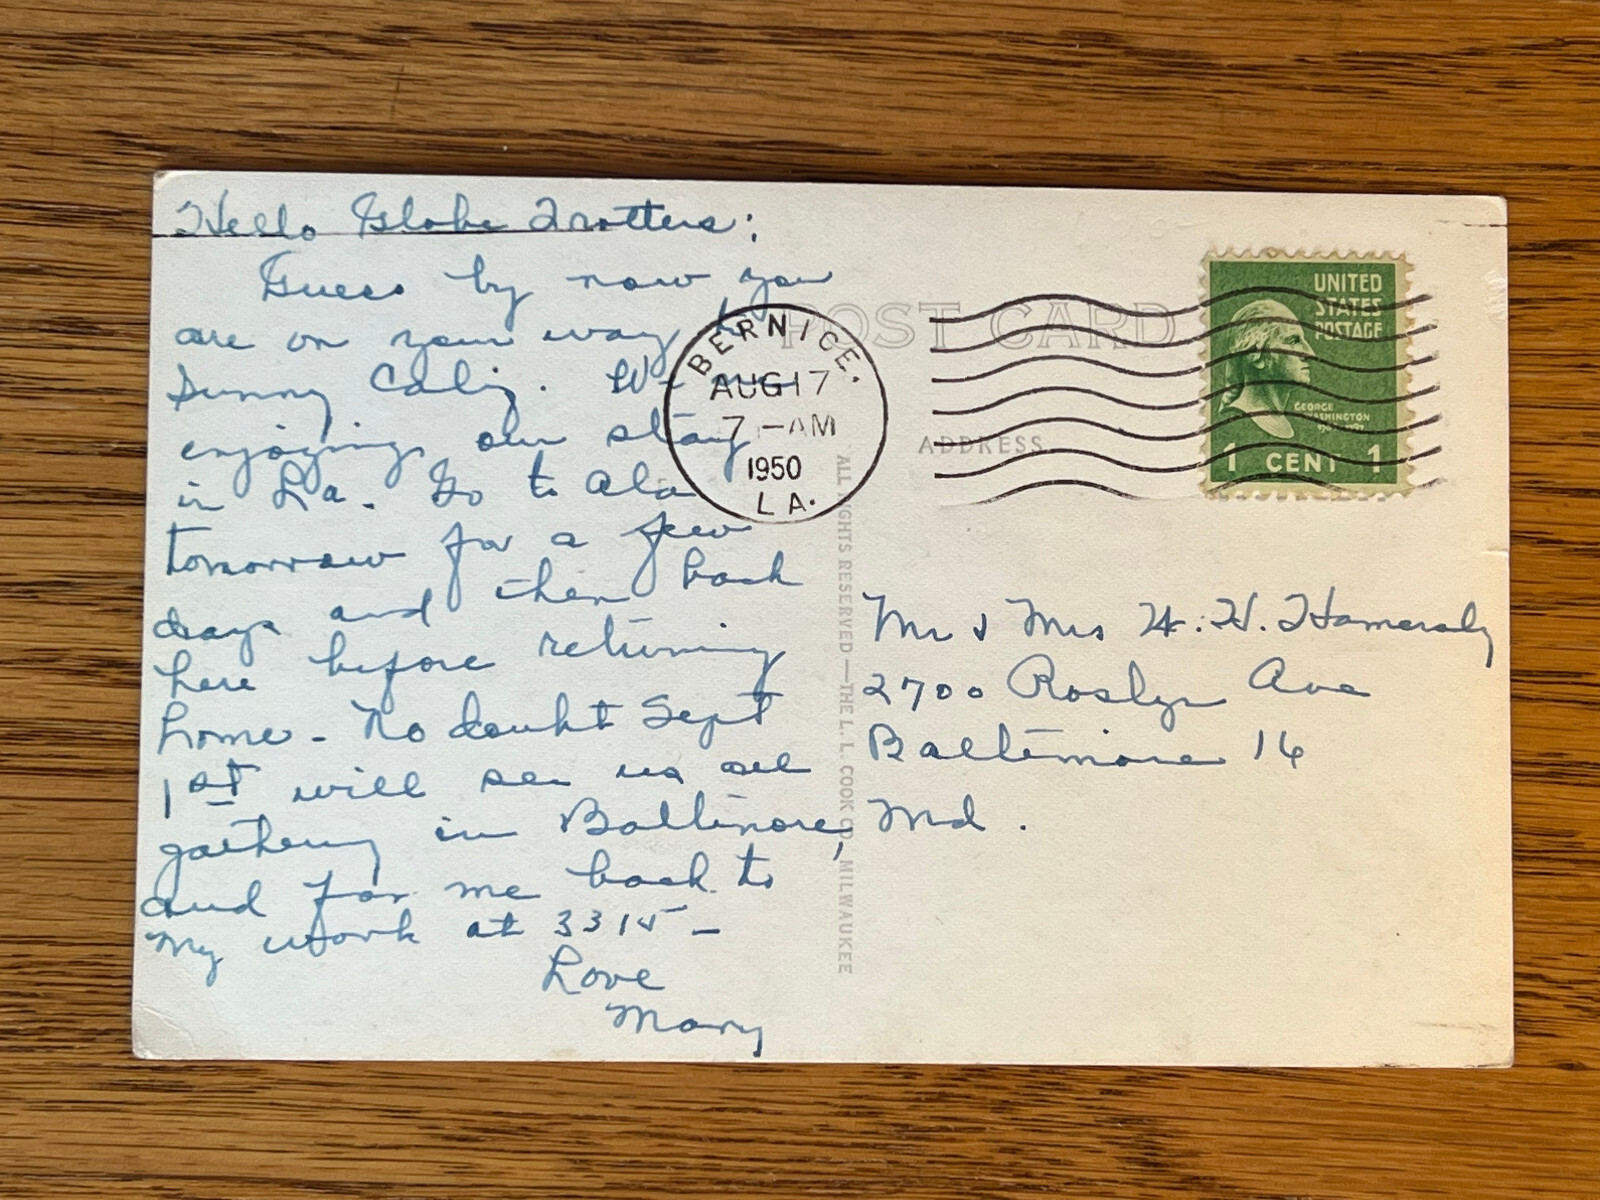 Hello Globe Trotters:
Guess by now you
are on your way to
Sunny Calif. We are
enjoying our stay
in La. Go to Ala
tomorrow for a few
days and then back
here before returning
home - No doubt Sept
1st will see us all
gathering in Baltimore,
and for me back to
my work at 3315 -
Love
Mary
POST CARD
BERNICE.
AUG 17
7 - AM
1950
LA.
ADDRESS
UNITED
STATES
POSTAGE
GEORGE
WASHINGTON
1 CENT 1
ALL RIGHTS RESERVED—THE L. L. COOK CO. MILWAUKEE
Mr & Mrs H. H. Hamersly
2700 Roslyn Ave
Baltimore 16
Md.